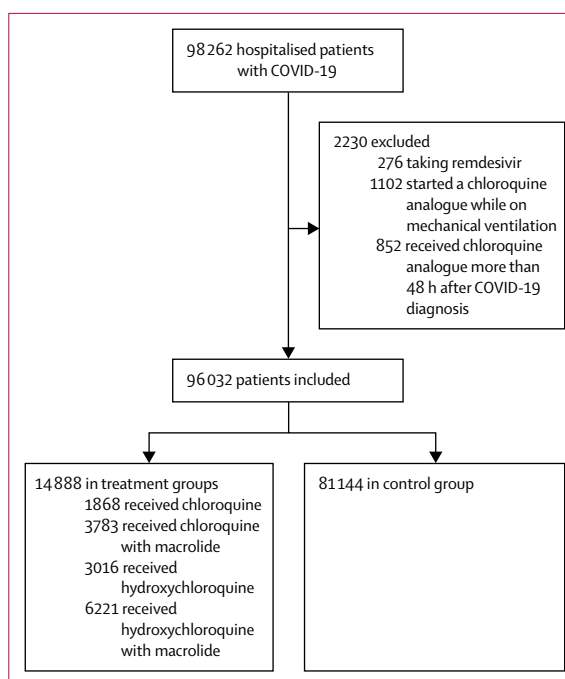 98 262 hospitalised patients
with COVID-19
2230 excluded
276 taking remdesivir
1102 started a chloroquine
analogue while on
mechanical ventilation
852 received chloroquine
analogue more than
48 h after COVID-19
diagnosis
96 032 patients included
14 888 in treatment groups
1868 received chloroquine
3783 received chloroquine
with macrolide
3016 received
hydroxychloroquine
6221 received
hydroxychloroquine
with macrolide
81 144 in control group